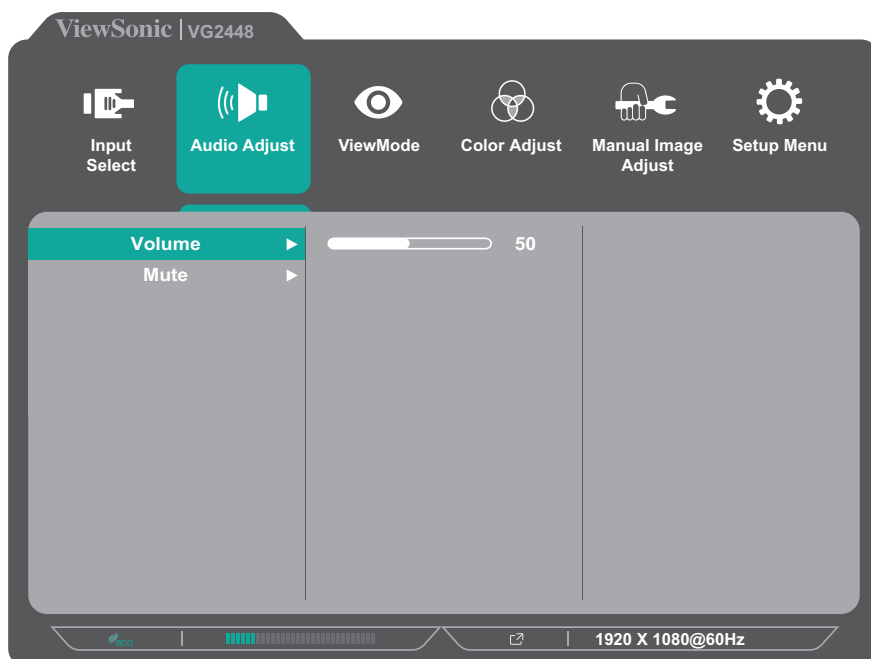 ViewSonic | VG2448
Input Select
Audio Adjust
ViewMode
Color Adjust
Manual Image Adjust
Setup Menu
Volume
50
Mute
eco
1920 X 1080@60Hz